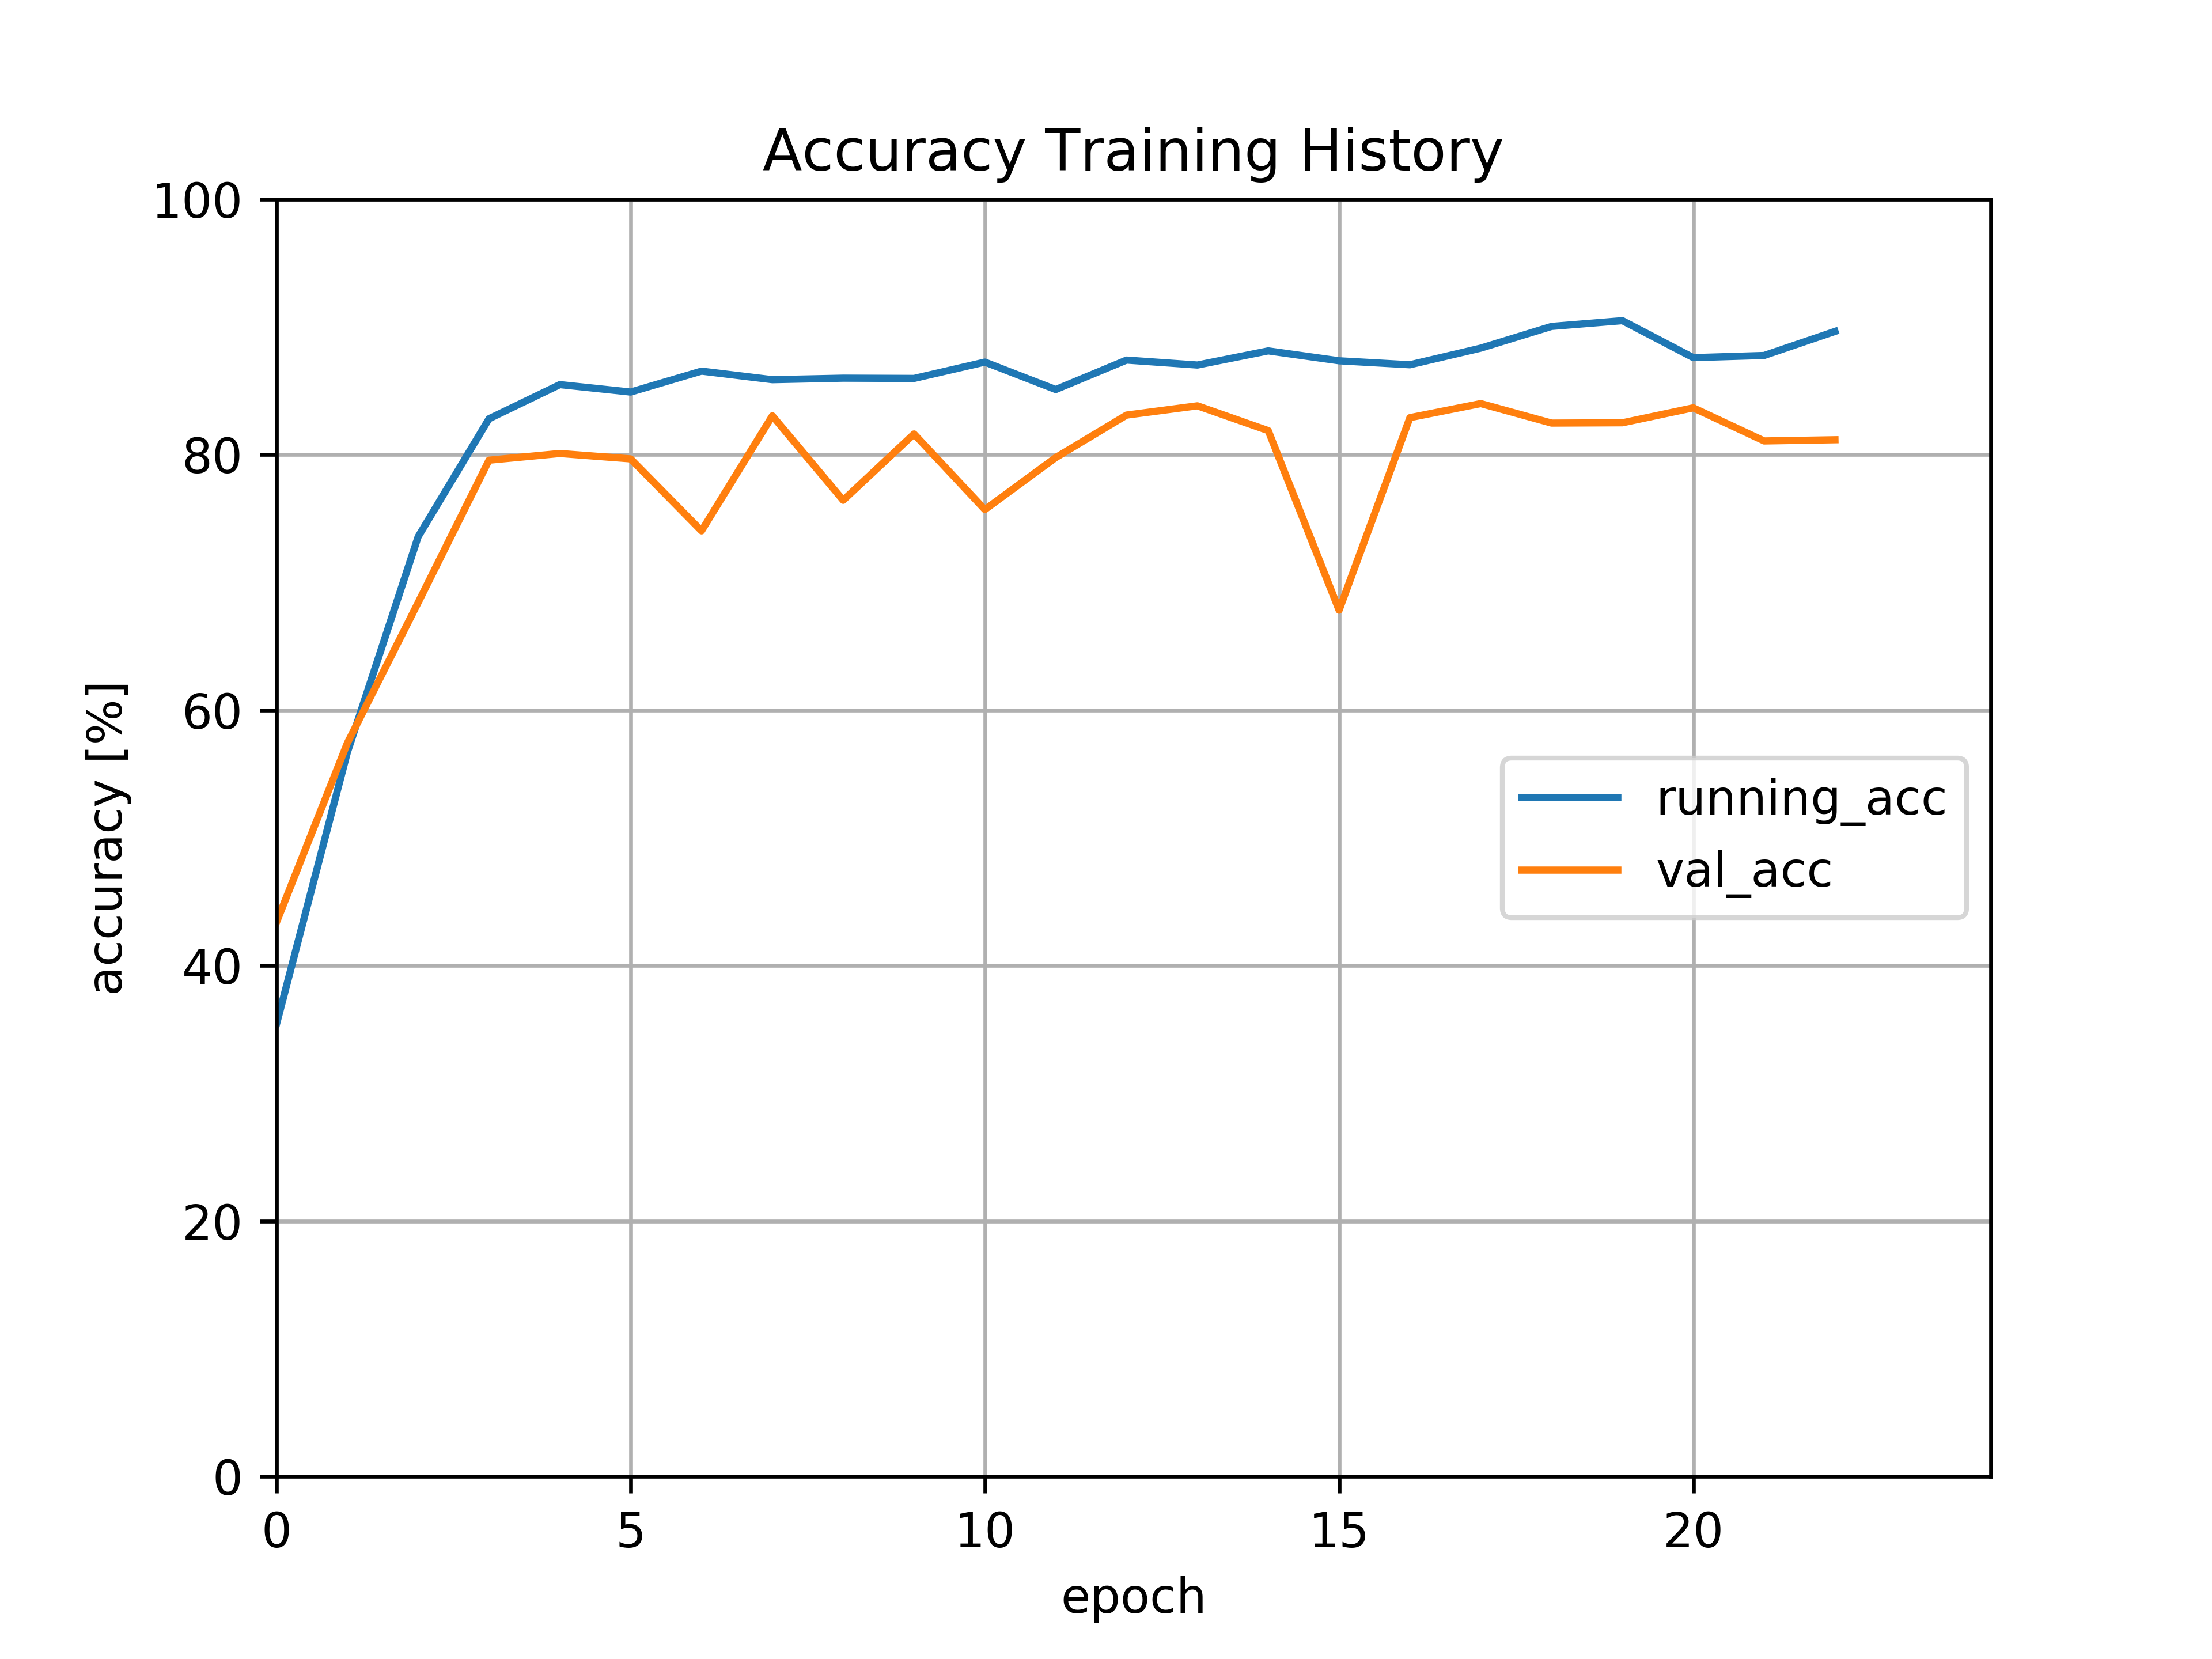 Accuracy Training History
100
80
60
40
20
0
accuracy [%]
running_acc
val_acc
0 5 10 15 20
epoch